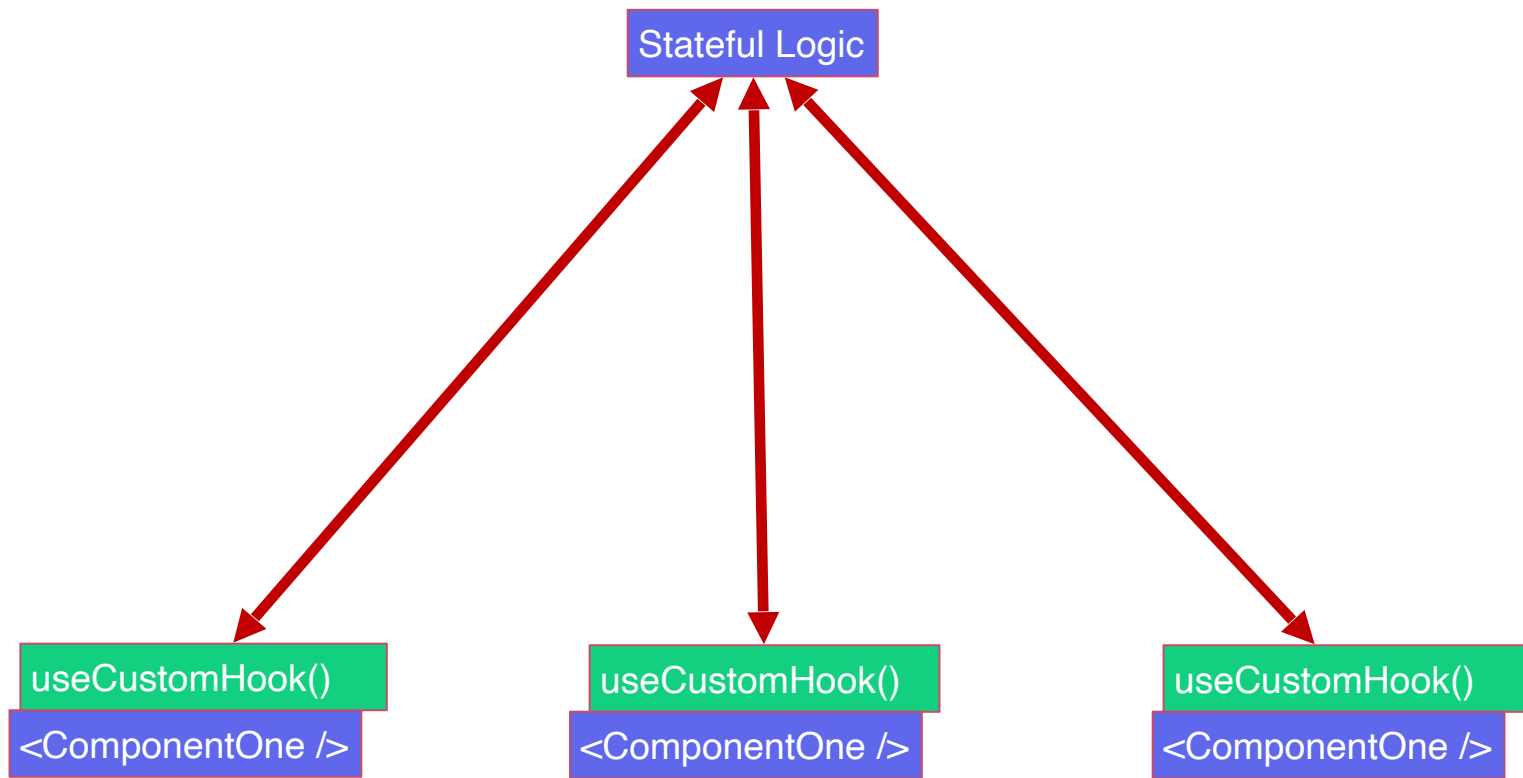 Stateful Logic
useCustomHook()
useCustomHook()
useCustomHook()
<ComponentOne />
<ComponentOne />
<ComponentOne />